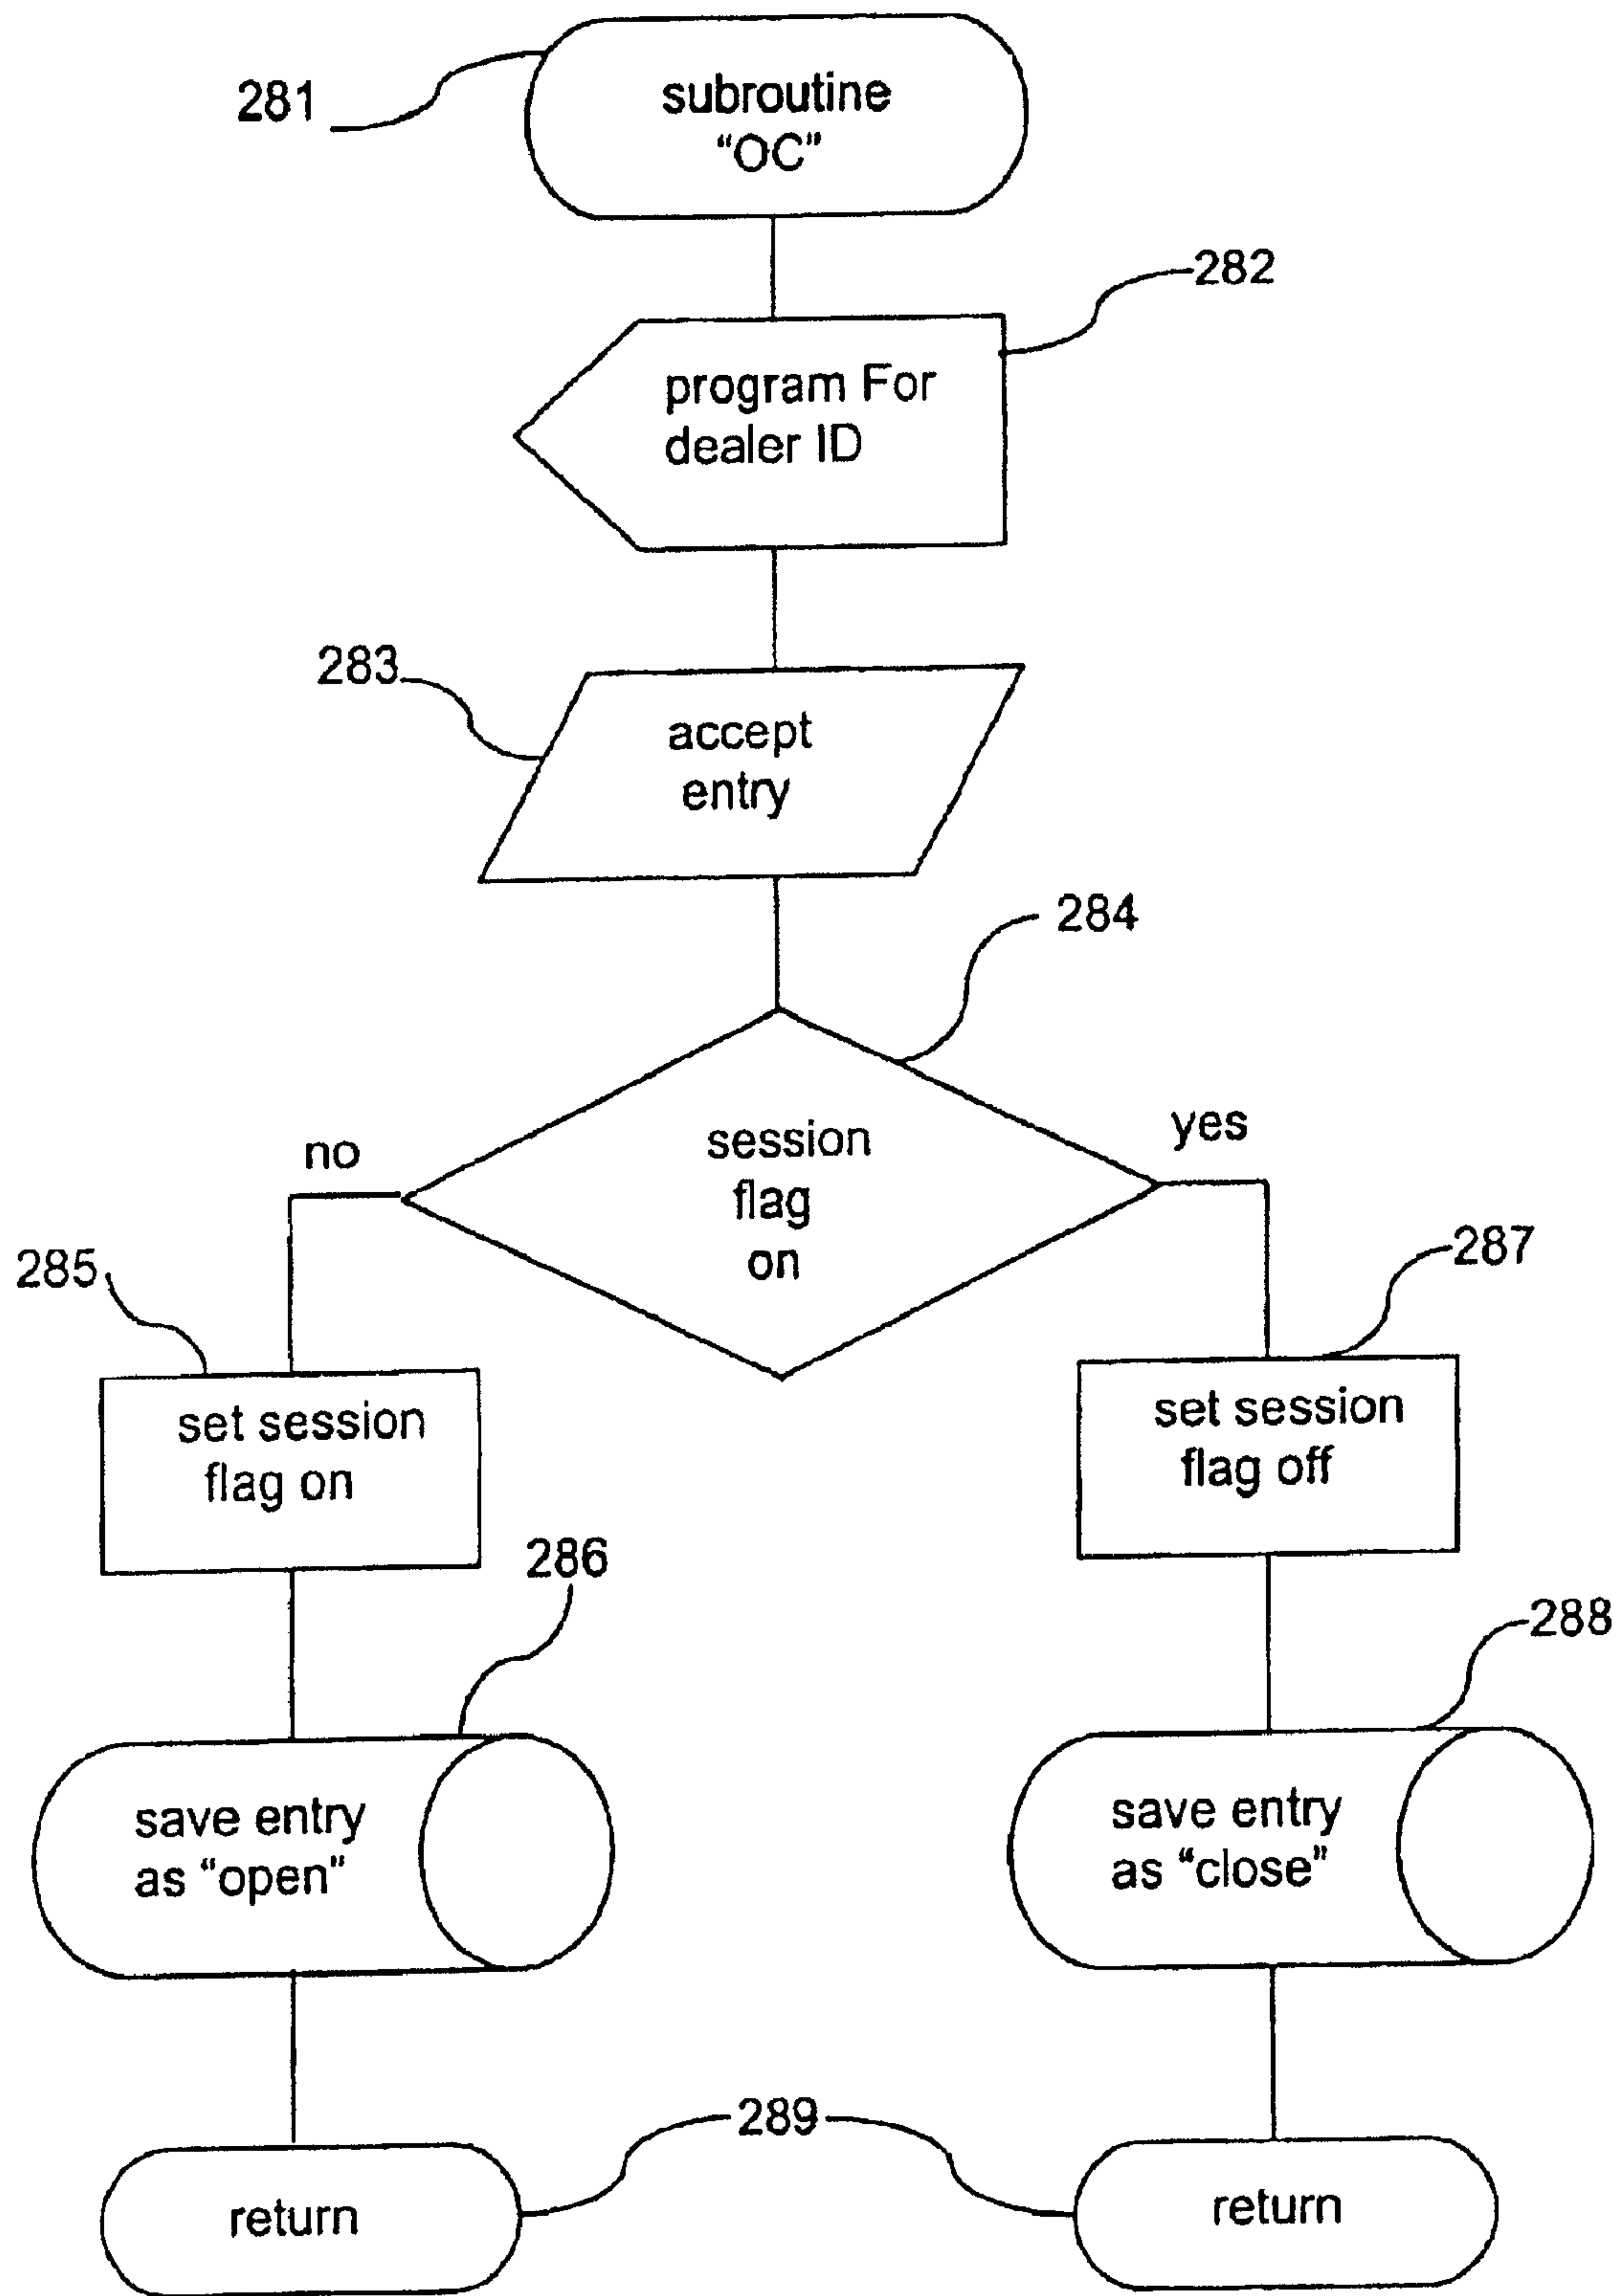 281
subroutine
“OC”
282
program For
dealer ID
283
accept
entry
284
no
session
flag
on
yes
285
set session
flag on
287
set session
flag off
286
save entry
as “open”
288
save entry
as “close”
289
return
return